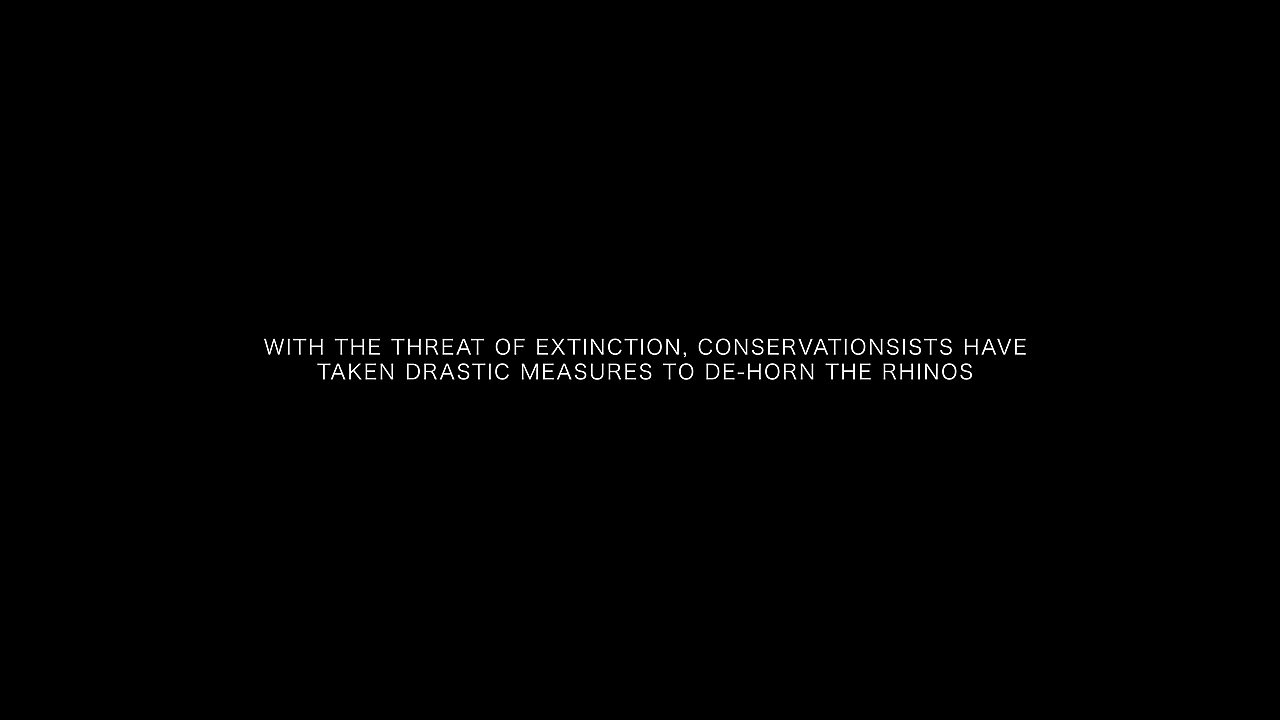 WITH THE THREAT OF EXTINCTION, CONSERVATIONSISTS HAVE
TAKEN DRASTIC MEASURES TO DE-HORN THE RHINOS